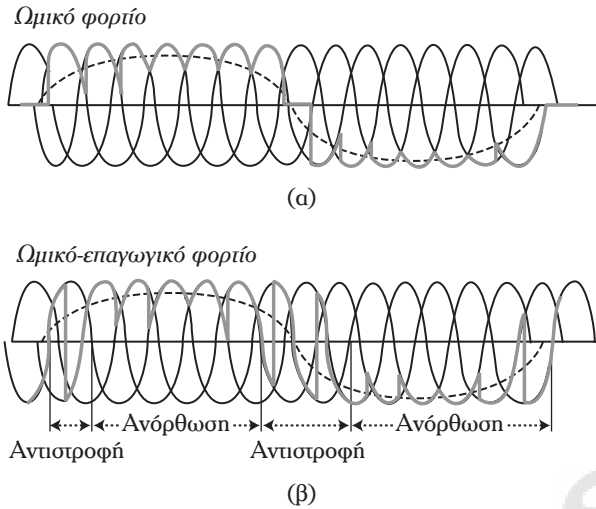 Ωμικό φορτίο
(α)
Ωμικό-επαγωγικό φορτίο
Ανόρθωση Ανόρθωση
Αντιστροφή Αντιστροφή
(β)